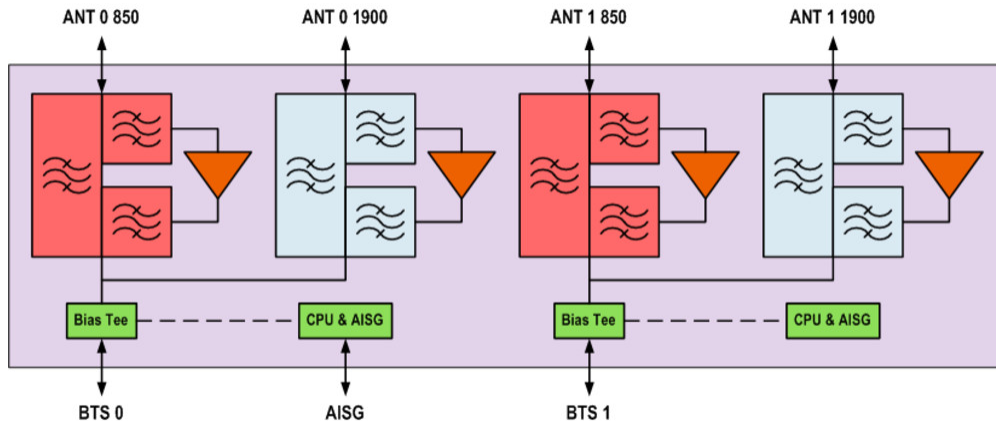 ANT 0 850 ANT 0 1900 ANT 1 850 ANT 1 1900
Bias Tee CPU & AISG Bias Tee CPU & AISG
BTS 0 AISG BTS 1